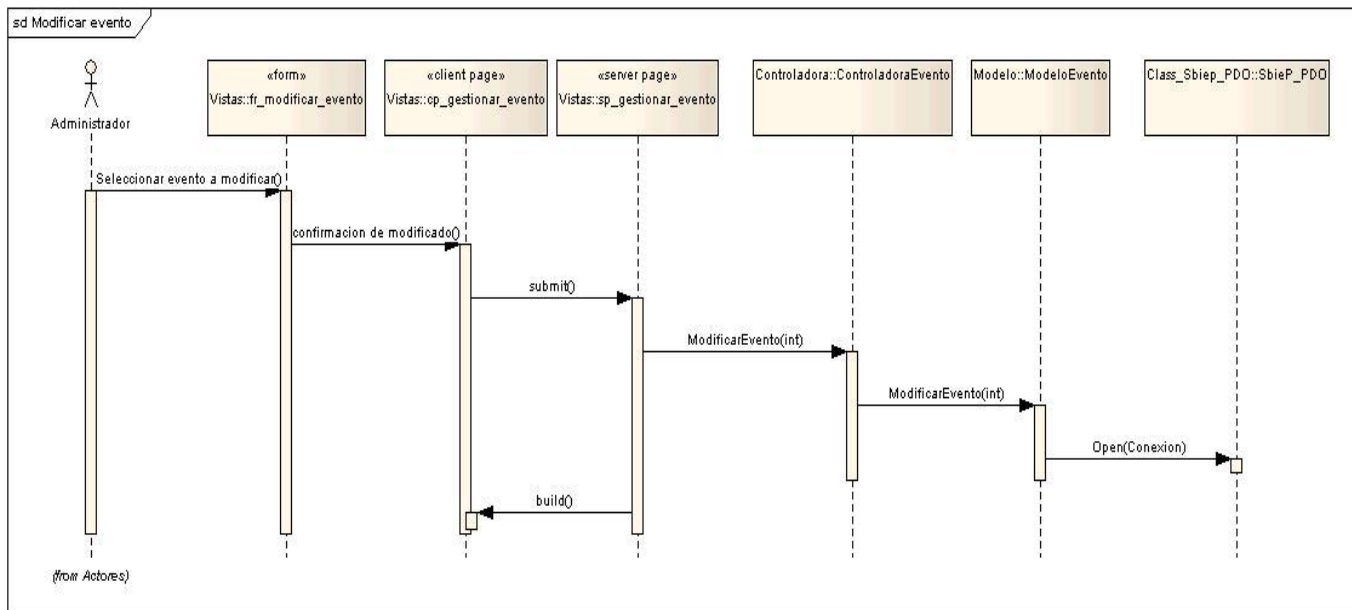 sd Modificar evento
Administrador
«form»
Vistas::fr_modificar_evento
«client page»
Vistas::cp_gestionar_evento
«server page»
Vistas::sp_gestionar_evento
Controladora::ControladoraEvento
Modelo::ModeloEvento
Class_Sbiep_PDO::SbieP_PDO
Seleccionar evento a modificar()
confirmacion de modificado()
submit()
ModificarEvento(int)
ModificarEvento(int)
Open(Conexion)
build()
(from Actores)